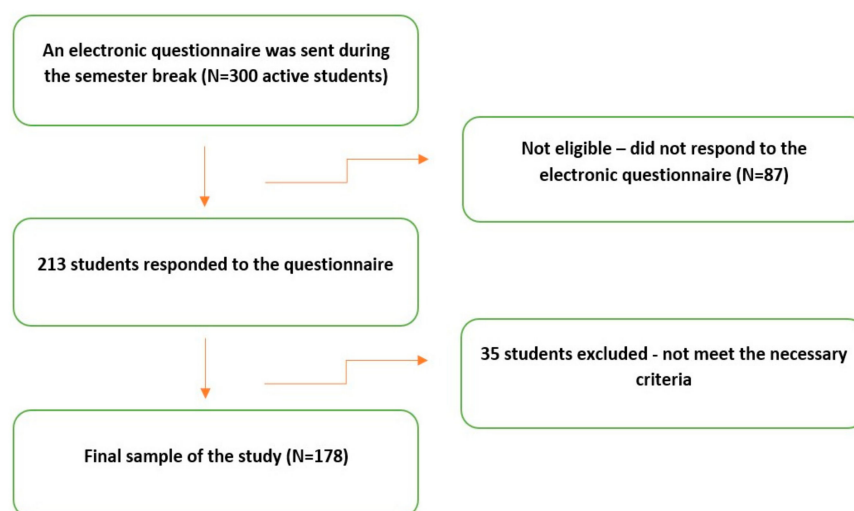 An electronic questionnaire was sent during
the semester break (N=300 active students)
Not eligible – did not respond to the
electronic questionnaire (N=87)
213 students responded to the questionnaire
35 students excluded - not meet the necessary
criteria
Final sample of the study (N=178)